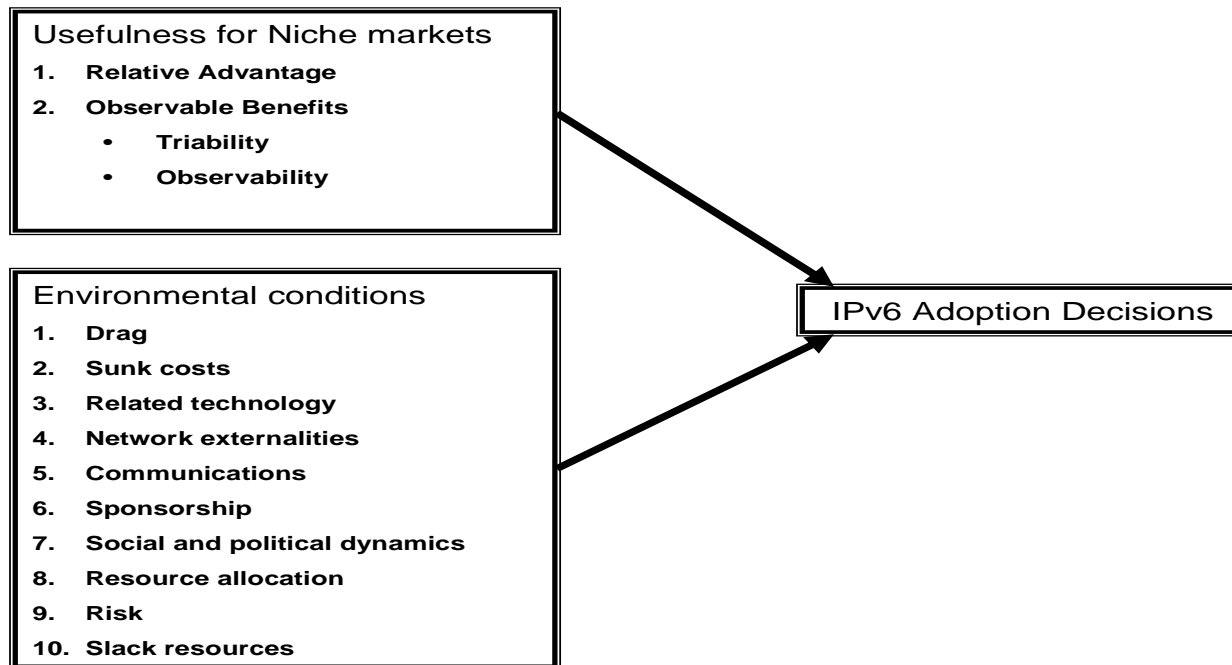 Usefulness for Niche markets
1. Relative Advantage
2. Observable Benefits
• Triability
• Observability
Environmental conditions
1. Drag
2. Sunk costs
3. Related technology
4. Network externalities
5. Communications
6. Sponsorship
7. Social and political dynamics
8. Resource allocation
9. Risk
10. Slack resources
IPv6 Adoption Decisions